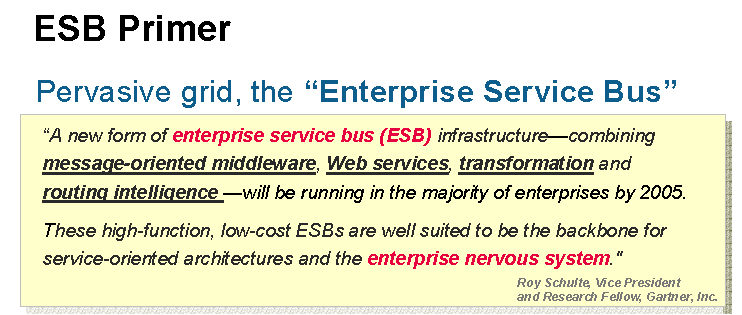 ESB Primer
Pervasive grid, the “Enterprise Service Bus”
“A new form of enterprise service bus (ESB) infrastructure—combining
message-oriented middleware, Web services, transformation and
routing intelligence —will be running in the majority of enterprises by 2005.
These high-function, low-cost ESBs are well suited to be the backbone for
service-oriented architectures and the enterprise nervous system."
Roy Schulte, Vice President
and Research Fellow, Gartner, Inc.